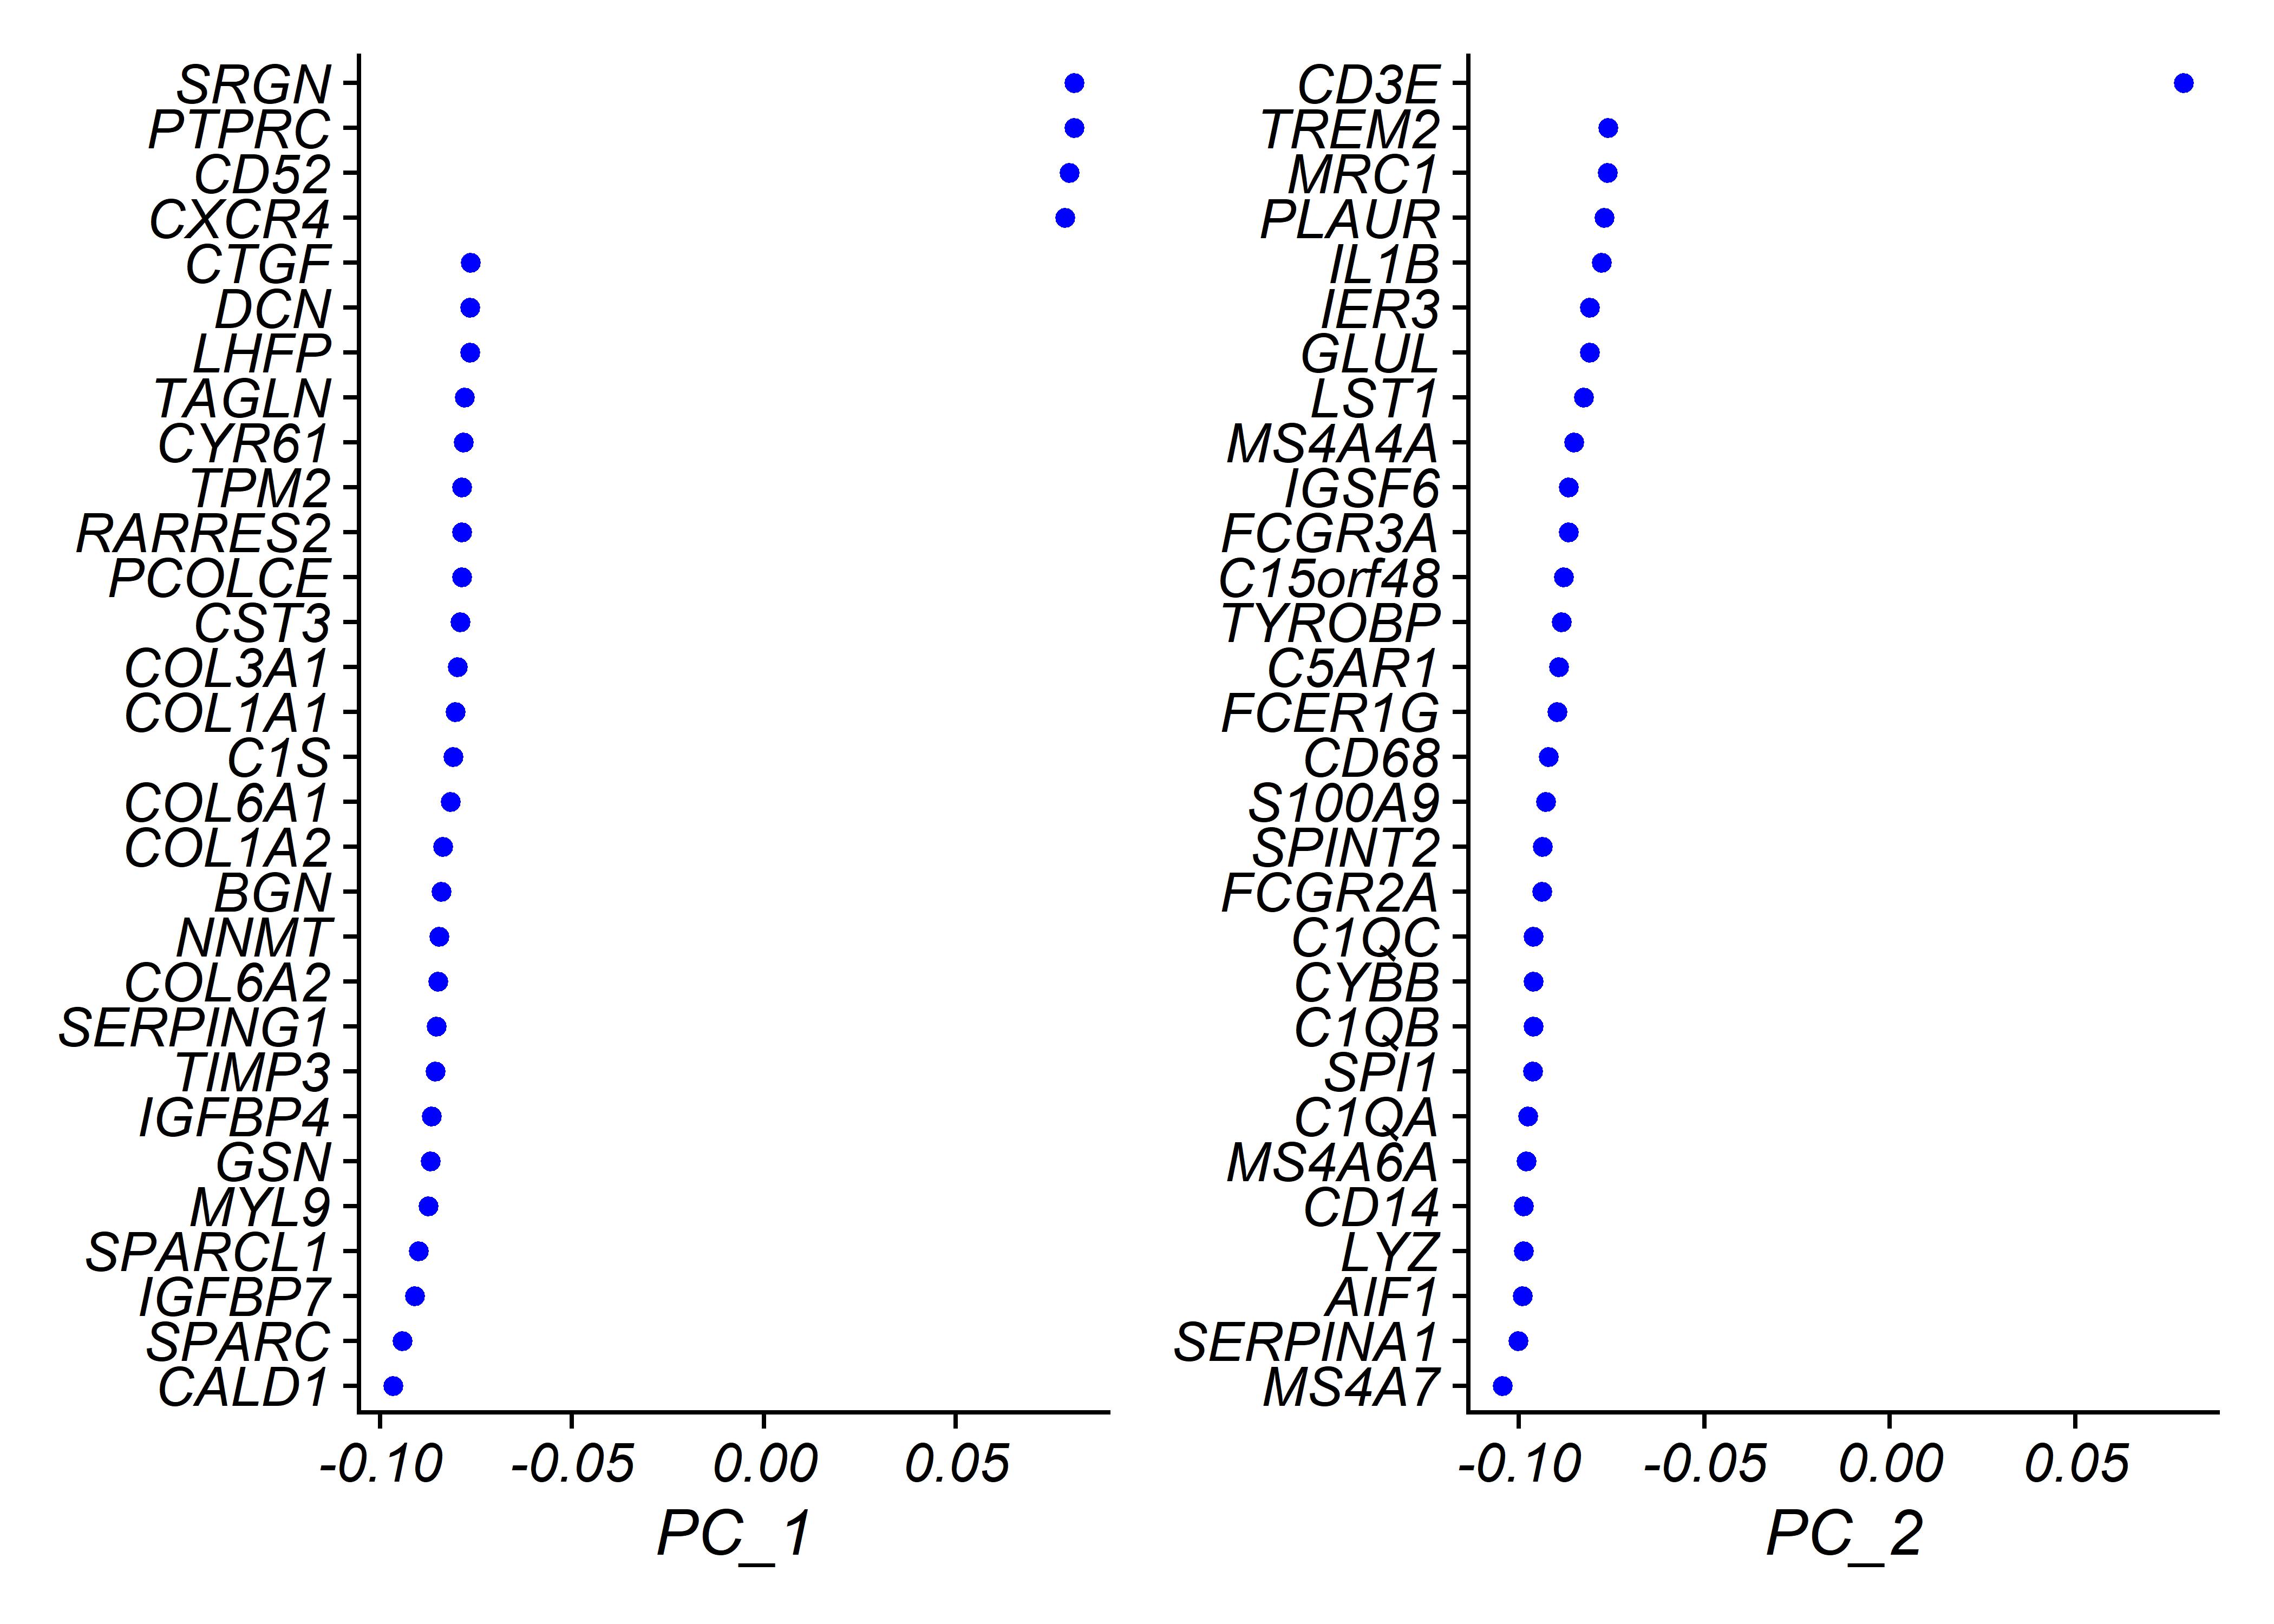 SRGN
PTPRC
CD52
CXCR4
CTGF
DCN
LHFP
TAGLN
CYR61
TPM2
RARRES2
PCOLCE
CST3
COL3A1
COL1A1
C1S
COL6A1
COL1A2
BGN
NNMT
COL6A2
SERPING1
TIMP3
IGFBP4
GSN
MYL9
SPARCL1
IGFBP7
SPARC
CALD1
-0.10 -0.05 0.00 0.05
PC_1
CD3E
TREM2
MRC1
PLAUR
IL1B
IER3
GLUL
LST1
MS4A4A
IGSF6
FCGR3A
C15orf48
TYROBP
C5AR1
FCER1G
CD68
S100A9
SPINT2
FCGR2A
C1QC
CYBB
C1QB
SPI1
C1QA
MS4A6A
CD14
LYZ
AIF1
SERPINA1
MS4A7
-0.10 -0.05 0.00 0.05
PC_2